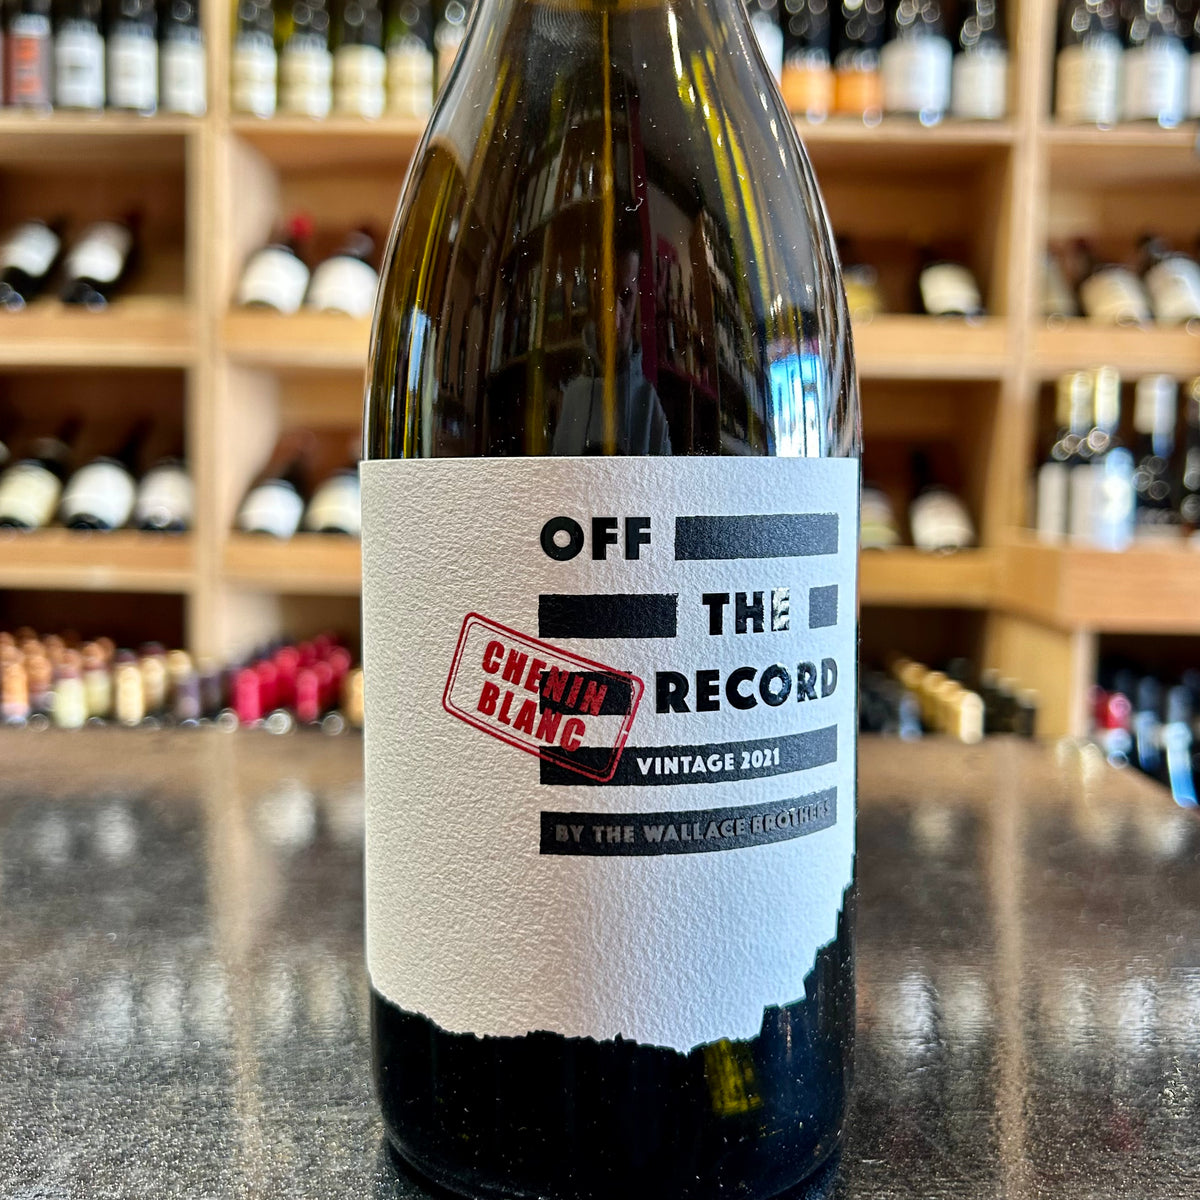 OFF
THE
RECORD
CHENIN
BLANC
VINTAGE 2021
BY THE WALLACE BROTHERS